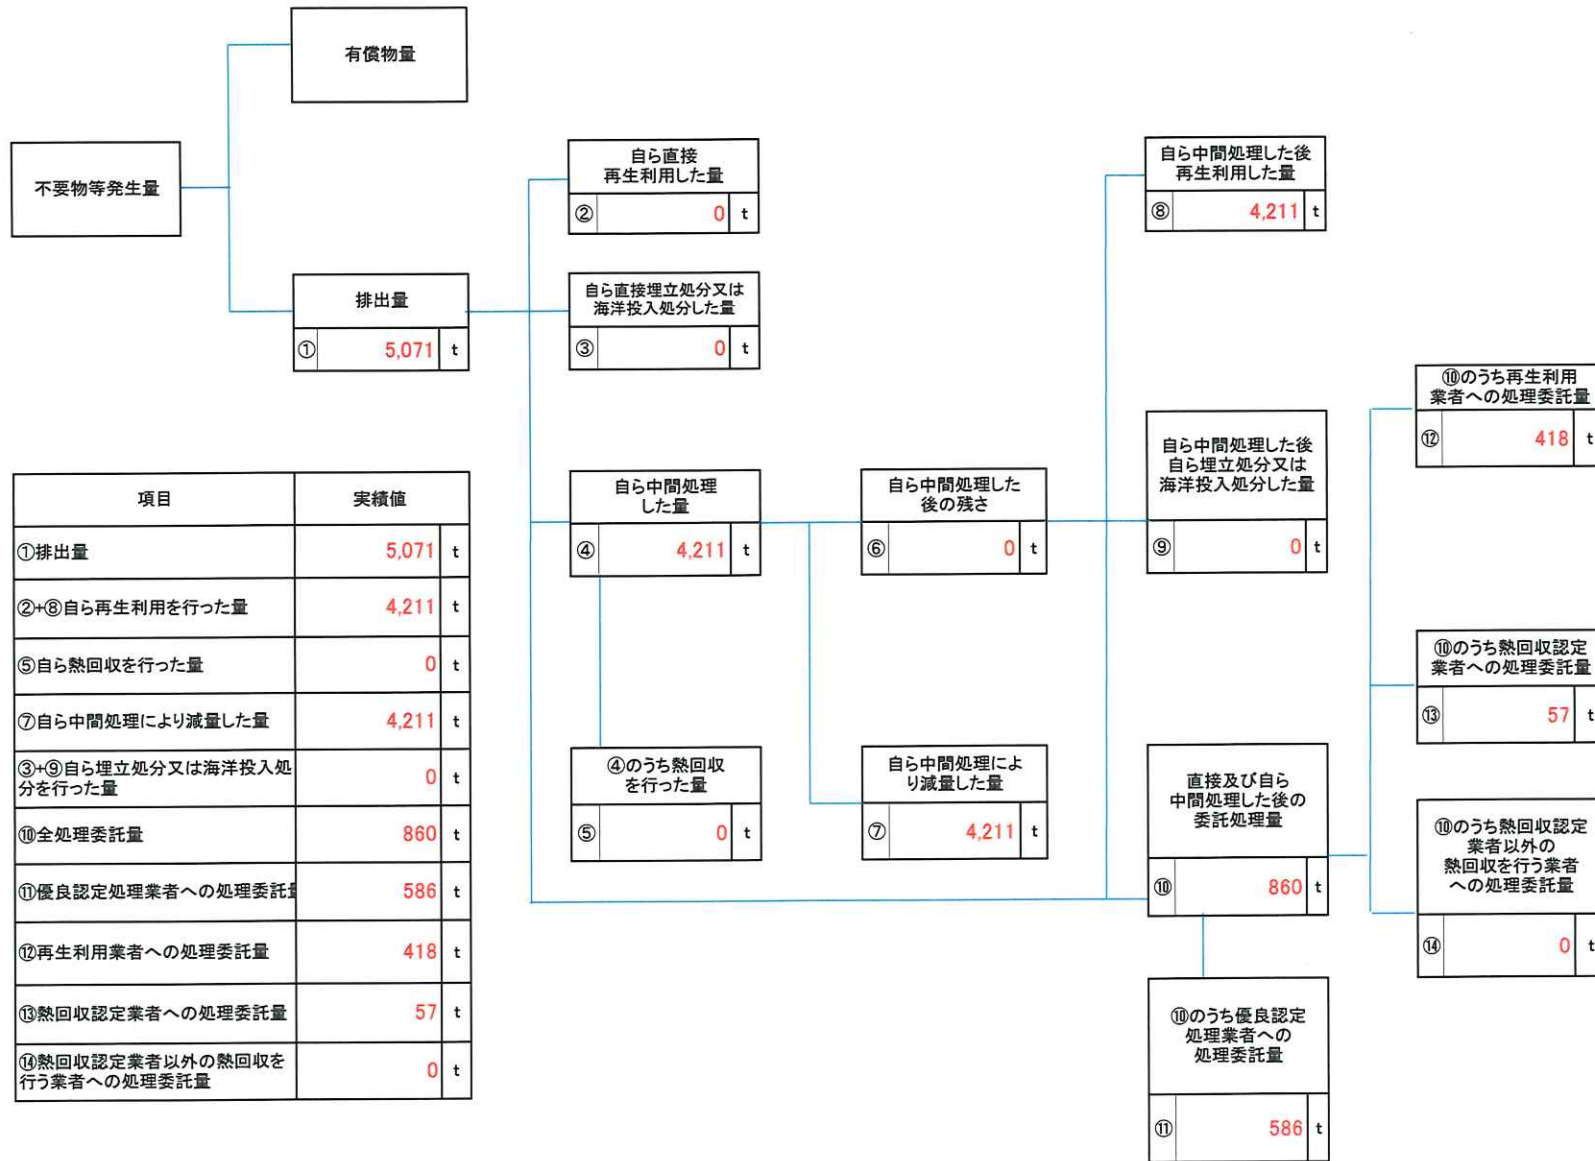 有償物量
不要物等発生量
排出量
① 5,071 t
自ら直接
再生利用した量
② 0 t
自ら直接埋立処分又は
海洋投入処分した量
③ 0 t
自ら中間処理
した量
④ 4,211 t
④のうち熱回収
を行った量
⑤ 0 t
自ら中間処理した
後の残さ
⑥ 0 t
自ら中間処理によ
り減量した量
⑦ 4,211 t
自ら中間処理した後
再生利用した量
⑧ 4,211 t
自ら中間処理した後
自ら埋立処分又は
海洋投入処分した量
⑨ 0 t
直接及び自ら
中間処理した後の
委託処理量
⑩ 860 t
⑩のうち優良認定
処理業者への
処理委託量
⑪ 586 t
⑩のうち再生利用
業者への処理委託量
⑫ 418 t
⑩のうち熱回収認定
業者への処理委託量
⑬ 57 t
⑩のうち熱回収認定
業者以外の
熱回収を行う業者
への処理委託量
⑭ 0 t
項目 実績値
①排出量 5,071 t
②+⑧自ら再生利用を行った量 4,211 t
⑤自ら熱回収を行った量 0 t
⑦自ら中間処理により減量した量 4,211 t
③+⑨自ら埋立処分又は海洋投入処
分を行った量 0 t
⑩全処理委託量 860 t
⑪優良認定処理業者への処理委託量 586 t
⑫再生利用業者への処理委託量 418 t
⑬熱回収認定業者への処理委託量 57 t
⑭熱回収認定業者以外の熱回収を
行う業者への処理委託量 0 t